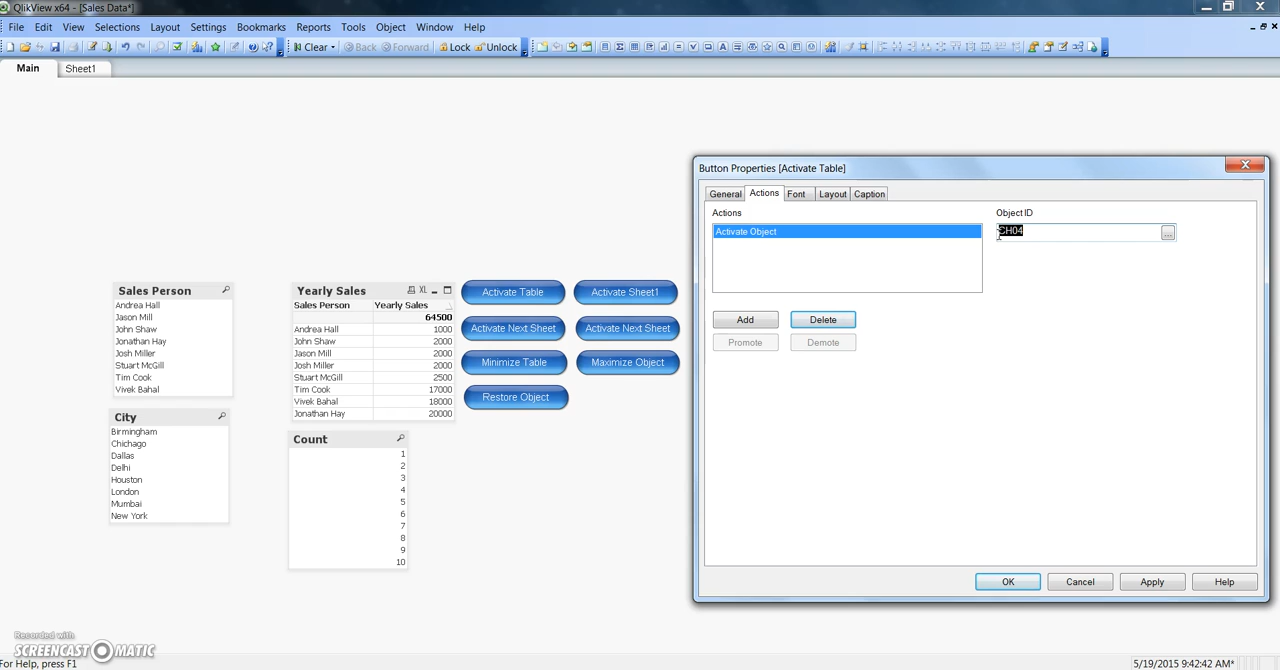 QlikView x64 - [Sales Data*]
File Edit View Selections Layout Settings Bookmarks Reports Tools Object Window Help
Clear Back Forward Lock Unlock
Main Sheet1
Button Properties [Activate Table]
General Actions Font Layout Caption
Actions Object ID
Activate Object CH04 ...
Add Delete
Promote Demote
OK Cancel Apply Help
Sales Person
Andrea Hall
Jason Mill
John Shaw
Jonathan Hay
Josh Miller
Stuart McGill
Tim Cook
Vivek Bahal
City
Birmingham
Chichago
Dallas
Delhi
Houston
London
Mumbai
New York
Yearly Sales XL
Sales Person Yearly Sales
64500
Andrea Hall 1000
John Shaw 2000
Jason Mill 2000
Josh Miller 2000
Stuart McGill 2500
Tim Cook 17000
Vivek Bahal 18000
Jonathan Hay 20000
Count
1
2
3
4
5
6
7
8
9
10
Activate Table Activate Sheet1
Activate Next Sheet Activate Next Sheet
Minimize Table Maximize Object
Restore Object
Recorded with
SCREENCAST MATIC
For Help, press F1 5/19/2015 9:42:42 AM*